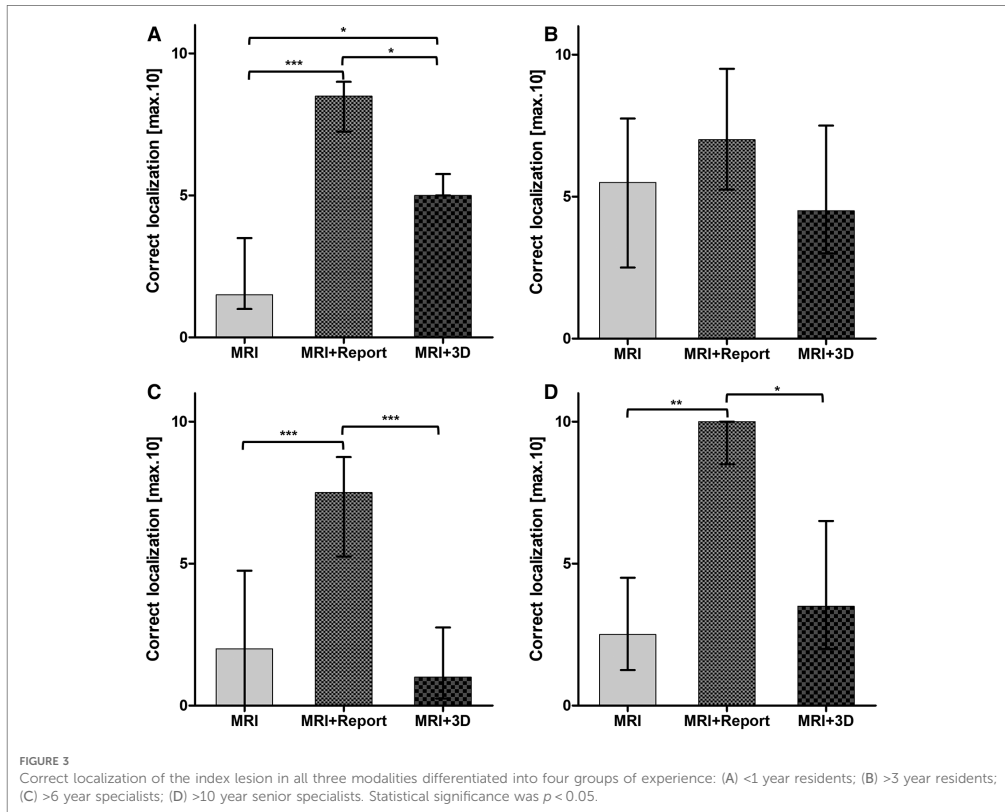 A
B
*
***
*
Correct localization [max.10]
10
5
0
MRI
MRI+Report
MRI+3D
Correct localization [max.10]
10
5
0
MRI
MRI+Report
MRI+3D
C
D
***
***
Correct localization [max.10]
10
5
0
MRI
MRI+Report
MRI+3D
**
*
Correct localization [max.10]
10
5
0
MRI
MRI+Report
MRI+3D
FIGURE 3
Correct localization of the index lesion in all three modalities differentiated into four groups of experience: (A) <1 year residents; (B) >3 year residents;
(C) >6 year specialists; (D) >10 year senior specialists. Statistical significance was p < 0.05.